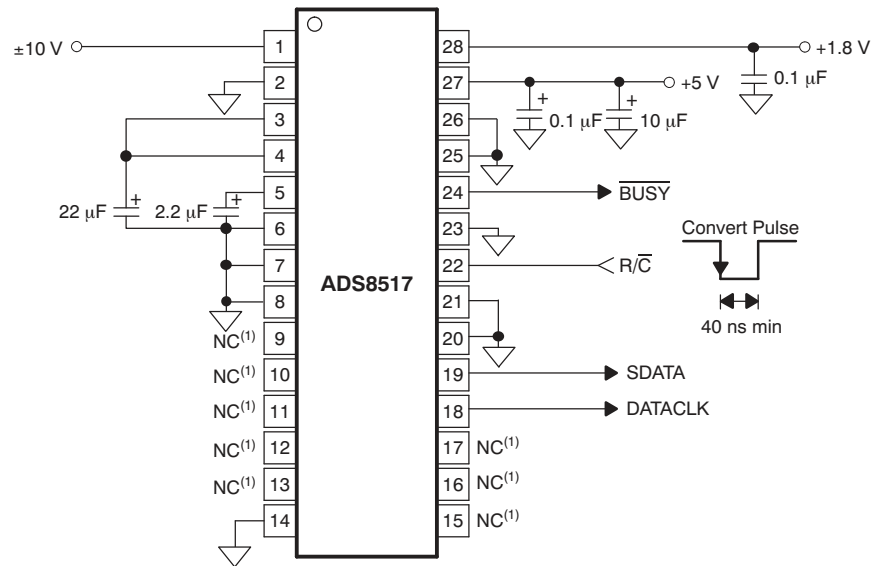 ±10 V
1
2
3
4
5
22 μF
+
2.2 μF
+
6
7
8
NC(1) 9
NC(1) 10
NC(1) 11
NC(1) 12
NC(1) 13
14
ADS8517
28
+1.8 V
0.1 μF
27
+5 V
+
0.1 μF
+
10 μF
26
25
24
BUSY
23
22
R/C
21
20
19
SDATA
18
DATACLK
17 NC(1)
16 NC(1)
15 NC(1)
Convert Pulse
40 ns min